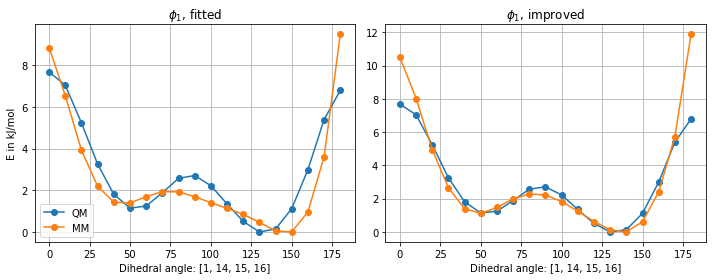 ϕ₁, fitted
E in kJ/mol
8
6
4
2
0
QM
MM
0 25 50 75 100 125 150 175
Dihedral angle: [1, 14, 15, 16]
ϕ₁, improved
12
10
8
6
4
2
0
0 25 50 75 100 125 150 175
Dihedral angle: [1, 14, 15, 16]